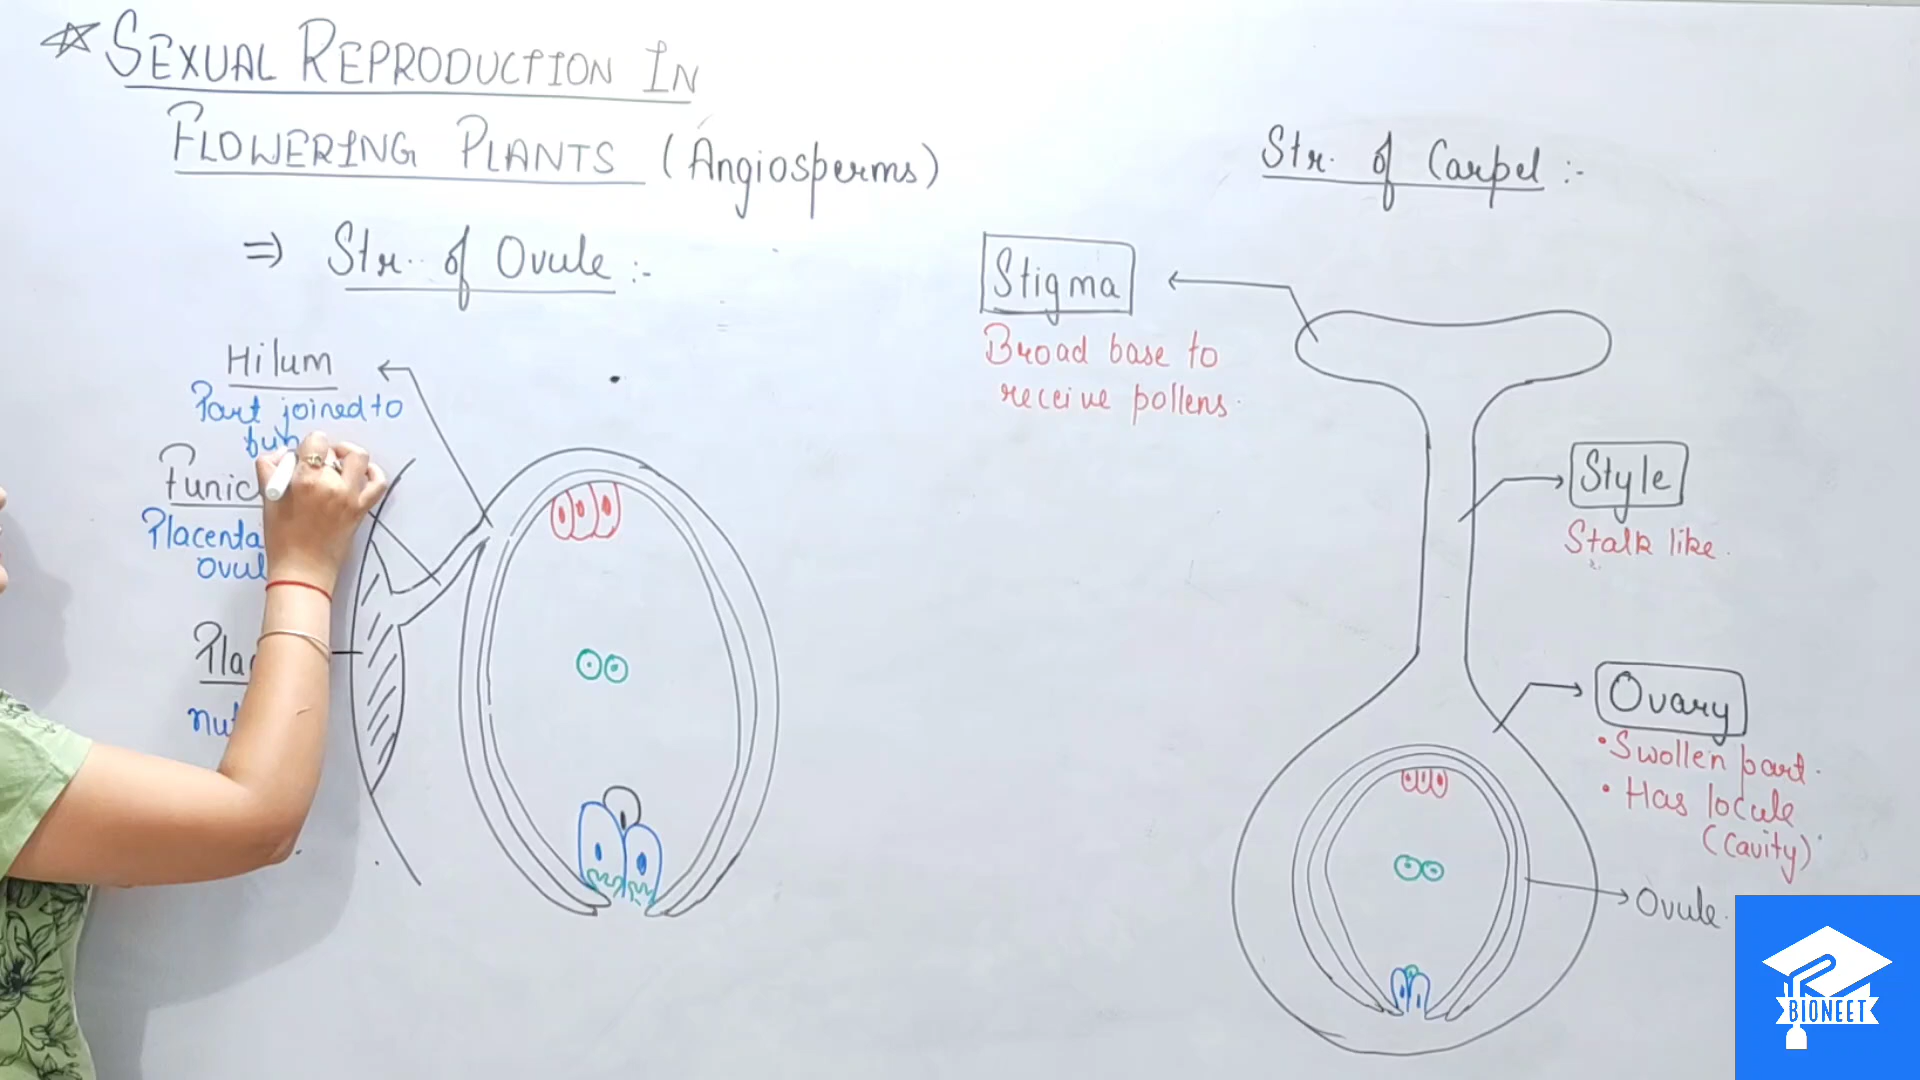 SEXUAL REPRODUCTION IN
FLOWERING PLANTS (Angiosperms)
⇒ Str. of Ovule :-
Hilum
Part joined to
Placenta
Str. of Carpel :-
Stigma
Broad base to
receive pollens.
Style
Stalk like.
Ovary
• Swollen part.
• Has locule
(cavity)
Ovule.
BIONEET